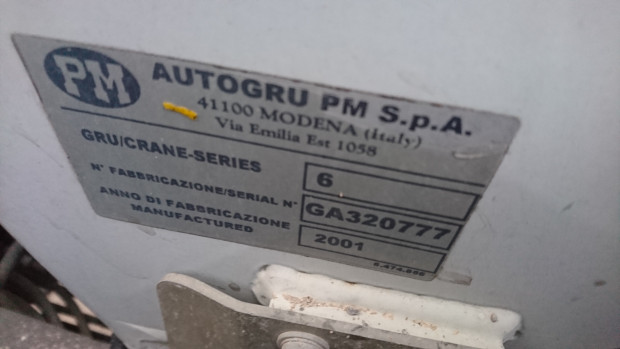 PM
AUTOGRU PM S.p.A.
41100 MODENA (italy)
Via Emilia Est 1058
GRU/CRANE-SERIES 6
N° FABBRICAZIONE/SERIAL N° GA320777
ANNO DI FABBRICAZIONE
MANUFACTURED 2001